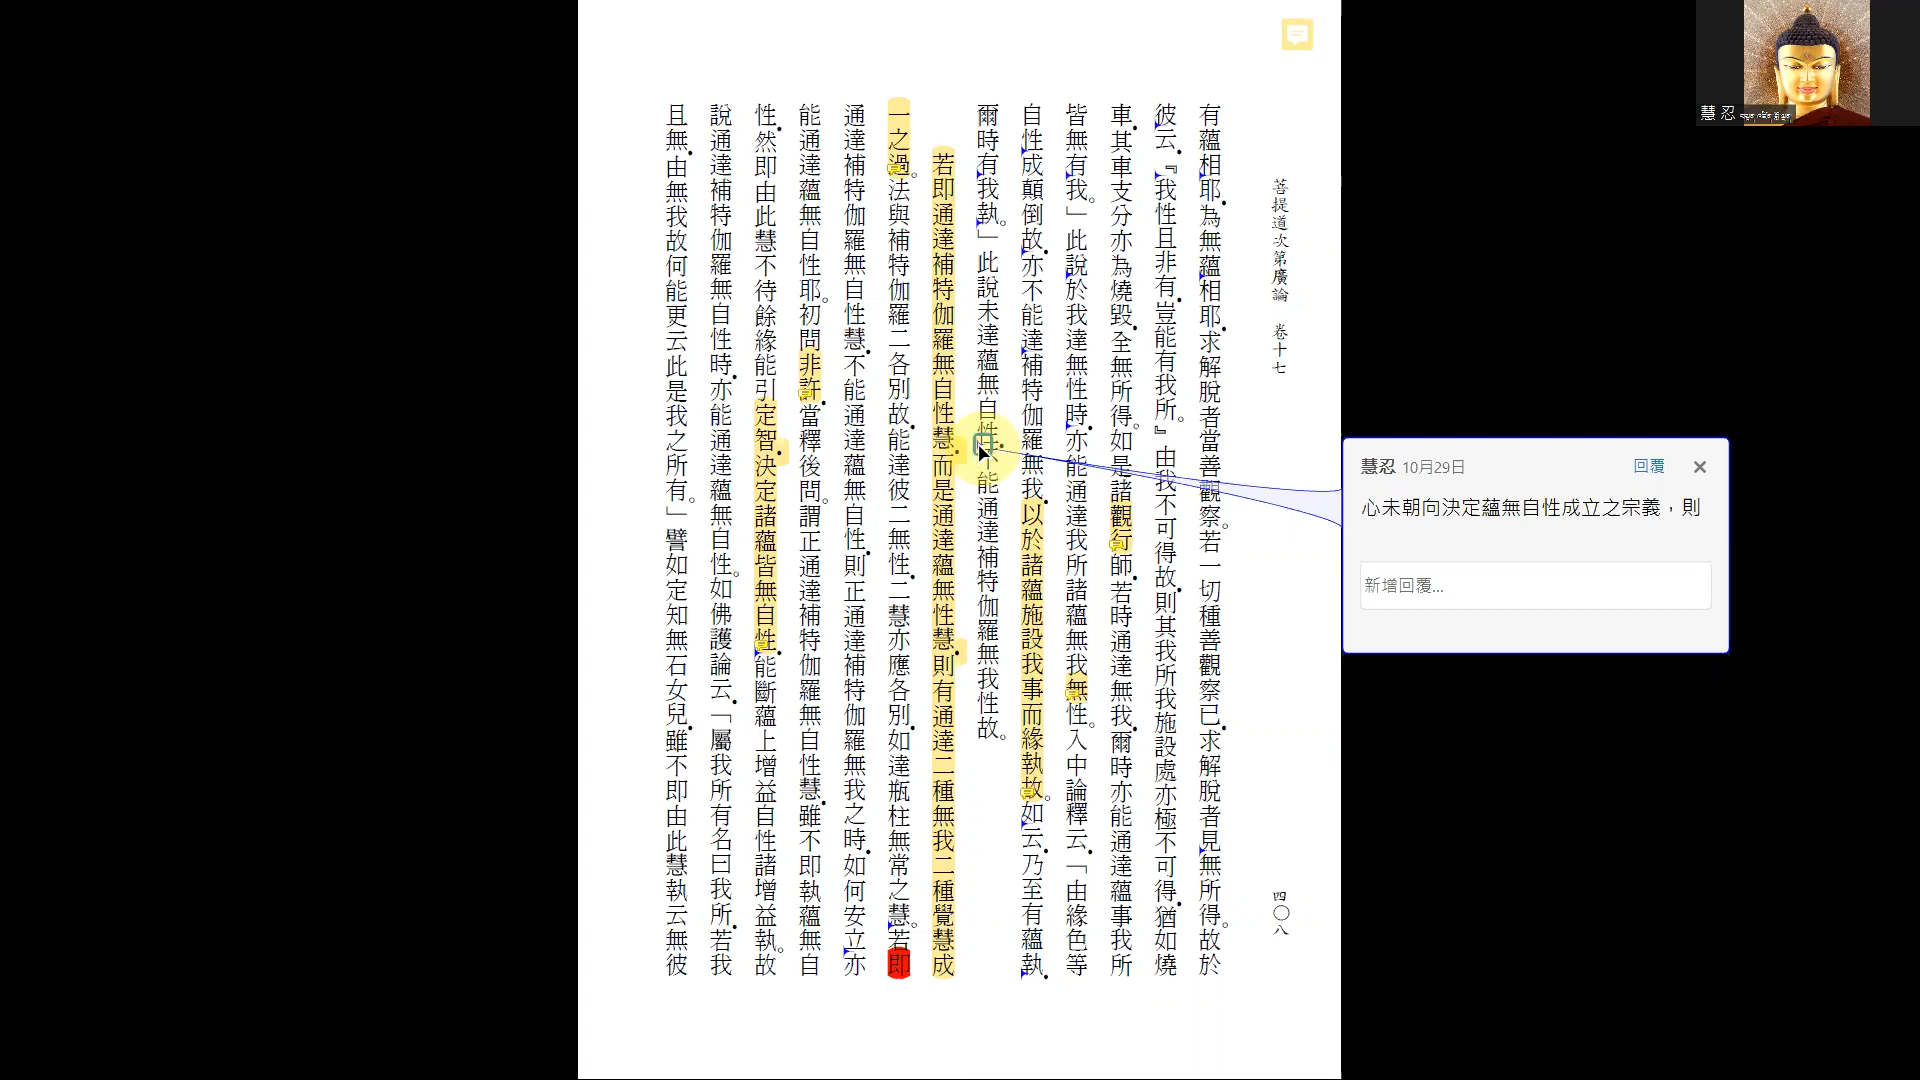 菩提道次第廣論 卷十七
四〇八
有蘊相耶．為無蘊相耶．求解脫者當善觀察。若一切種善觀察已．求解脫者見無所得。故於
彼云．『我性且非有．豈能有我所。』由我不可得故．則其我所我施設處亦極不可得．猶如燒
車．其車支分亦為燒毀．全無所得。如是諸觀行師．若時通達無我．爾時亦能通達蘊事我所
皆無有我。」此說於我達無性時．亦能通達我所諸蘊無我無性。入中論釋云．「由緣色等
自性成顛倒故．亦不能達補特伽羅無我．以於諸蘊施設我事而緣執故。如云．乃至有蘊執．
爾時有我執。」此說未達蘊無自性．不能通達補特伽羅無我性故。
若即通達補特伽羅無自性慧．而是通達蘊無性慧．則有通達二種無我二種覺慧成
一之過。法與補特伽羅二各別故．能達彼二無性．二慧亦應各別．如達瓶柱無常之慧。若即
通達補特伽羅無自性慧．不能通達蘊無自性．則正通達補特伽羅無我之時．如何安立亦
能通達蘊無自性耶。初問非許．當釋後問。謂正通達補特伽羅無自性慧．雖不即執蘊無自
性．然即由此慧不待餘緣能引定智．決定諸蘊皆無自性．能斷蘊上增益自性諸增益執。故
說通達補特伽羅無自性時．亦能通達蘊無自性。如佛護論云．「屬我所有名曰我所．若我
且無．由無我故何能更云此是我之所有。」譬如定知無石女兒．雖不即由此慧執云無彼
慧忍 10月29日 回覆
心未朝向決定蘊無自性成立之宗義，則
新增回覆...
慧 忍